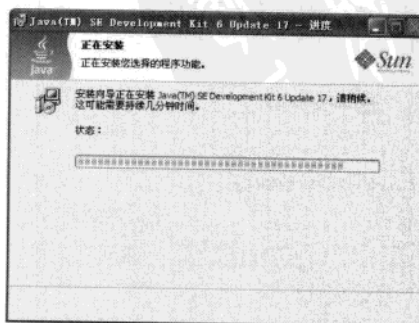 Java(TM) SE Development Kit 6 Update 17 - 进度
Java
正在安装
正在安装您选择的程序功能。
Sun
安装向导正在安装 Java(TM) SE Development Kit 6 Update 17，请稍候。
这可能需要持续几分钟时间。
状态：